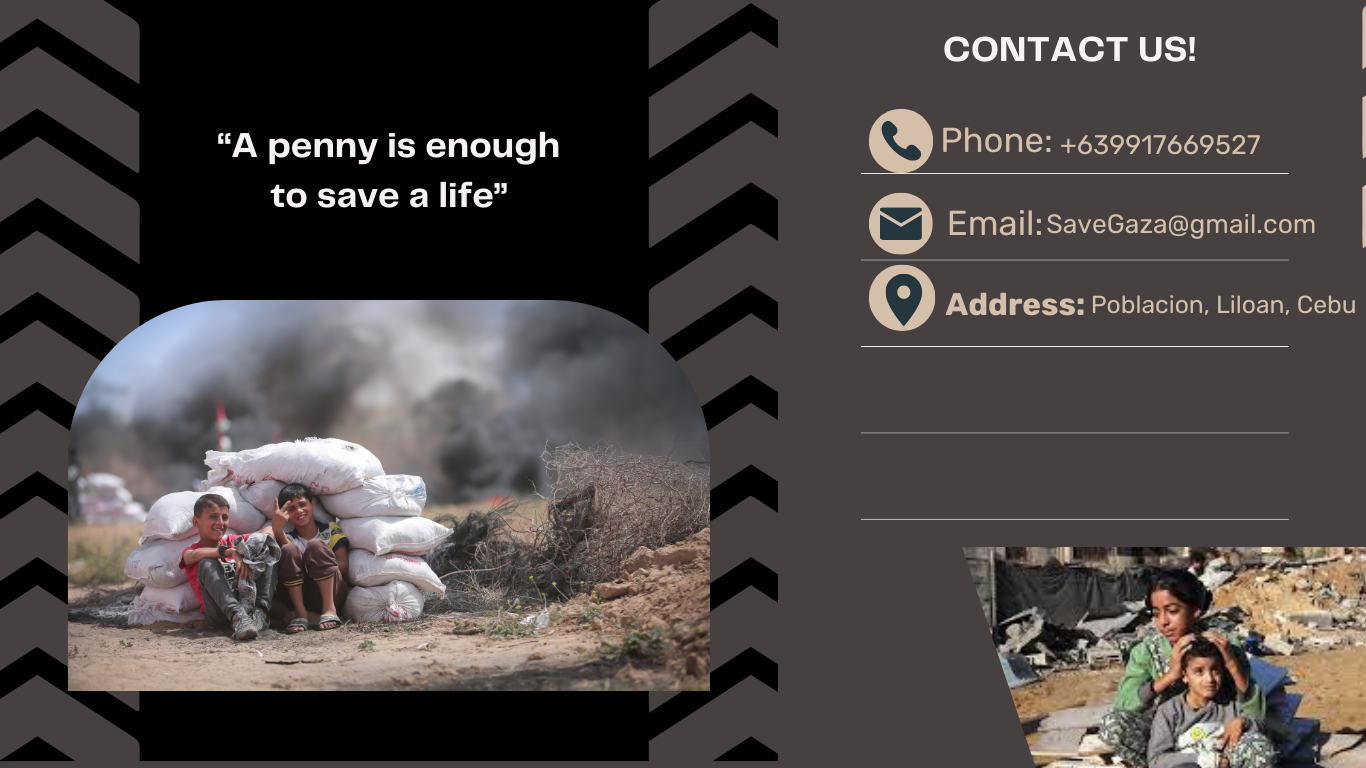 “A penny is enough
to save a life”
CONTACT US!
Phone: +639917669527
Email: SaveGaza@gmail.com
Address: Poblacion, Liloan, Cebu